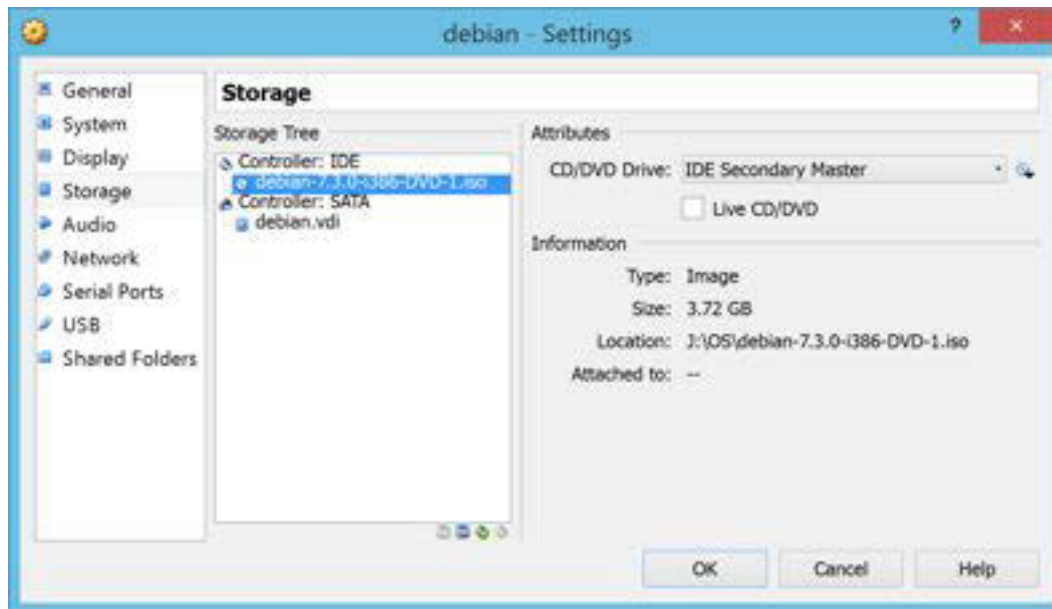 debian - Settings
?
×
General
System
Display
Storage
Audio
Network
Serial Ports
USB
Shared Folders
Storage
Storage Tree
Controller: IDE
debian-7.3.0-i386-DVD-1.iso
Controller: SATA
debian.vdi
Attributes
CD/DVD Drive: IDE Secondary Master
Live CD/DVD
Information
Type: Image
Size: 3.72 GB
Location: J:\OS\debian-7.3.0-i386-DVD-1.iso
Attached to: --
OK Cancel Help